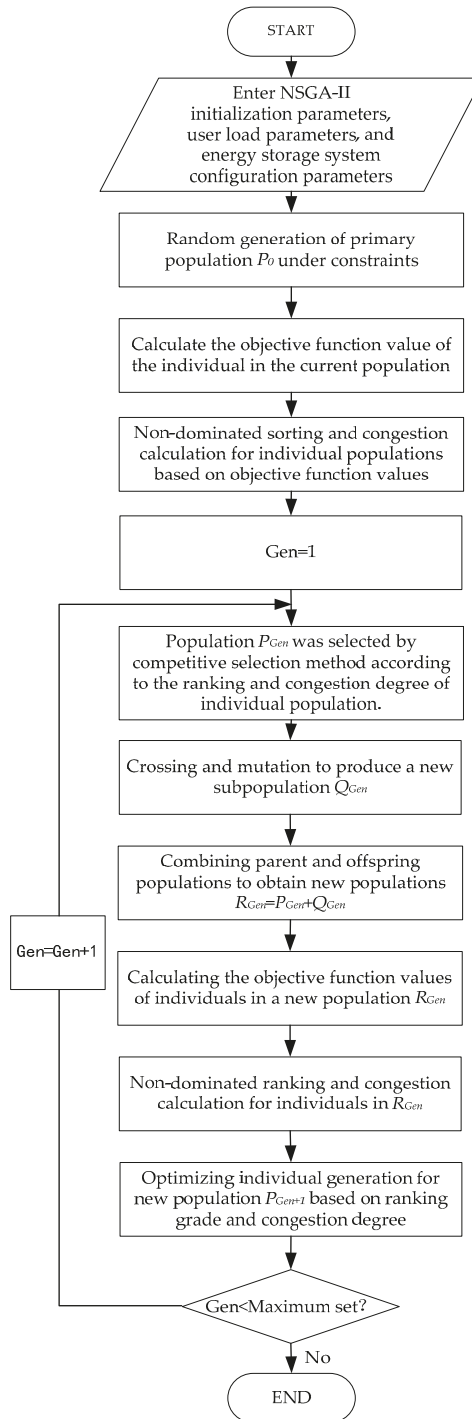 START
Enter NSGA-II
initialization parameters,
user load parameters, and
energy storage system
configuration parameters
Random generation of primary
population P0 under constraints
Calculate the objective function value of
the individual in the current population
Non-dominated sorting and congestion
calculation for individual populations
based on objective function values
Gen=1
Population PGen was selected by
competitive selection method according
to the ranking and congestion degree of
individual population.
Crossing and mutation to produce a new
subpopulation QGen
Combining parent and offspring
populations to obtain new populations
RGen=PGen+QGen
Gen=Gen+1
Calculating the objective function values
of individuals in a new population RGen
Non-dominated ranking and congestion
calculation for individuals in RGen
Optimizing individual generation for
new population PGen+1 based on ranking
grade and congestion degree
Gen<Maximum set?
No
END